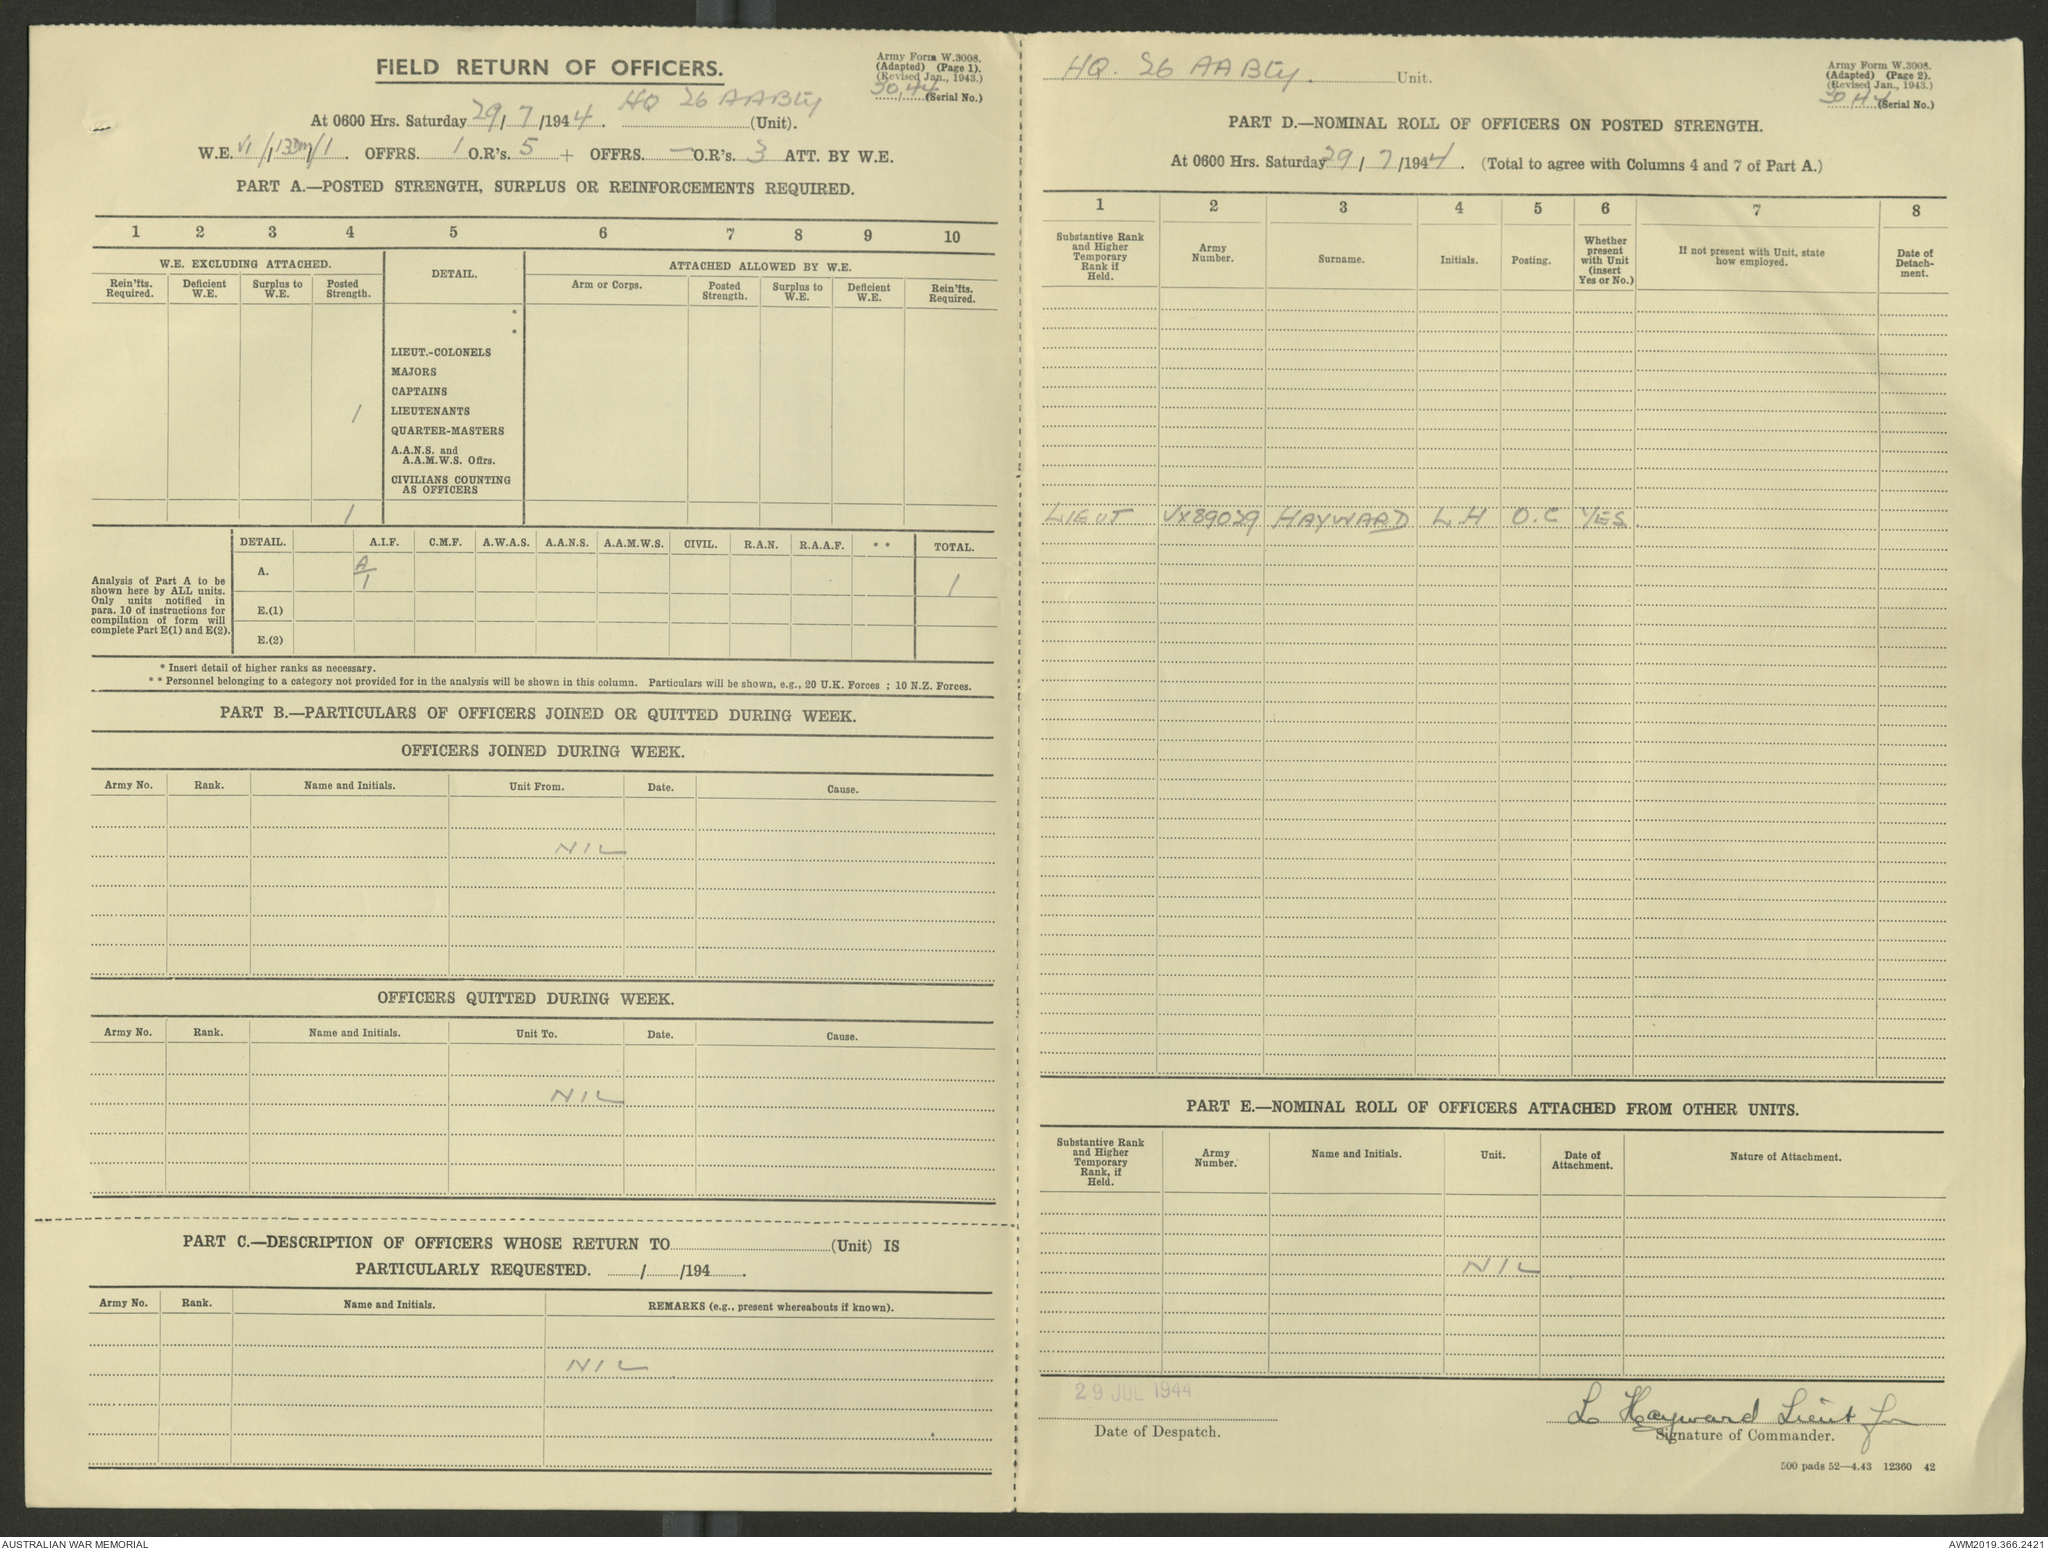 FIELD RETURN OF OFFICERS.
Army Form W.3008.
(Adapted) (Page 1).
(Revised Jan., 1943.)
30/44 (Serial No.)
At 0600 Hrs. Saturday 29/7/1944. HQ 26 AABty (Unit).
W.E. VI/ /1 OFFRS. 1 O.R's. 5 + OFFRS. — O.R's. 3 ATT. BY W.E.
PART A.—POSTED STRENGTH, SURPLUS OR REINFORCEMENTS REQUIRED.
1 2 3 4 5 6 7 8 9 10
W.E. EXCLUDING ATTACHED. DETAIL. ATTACHED ALLOWED BY W.E.
Rein'fts. Required. Deficient W.E. Surplus to W.E. Posted Strength. Arm or Corps. Posted Strength. Surplus to W.E. Deficient W.E. Rein'fts. Required.
*
*
LIEUT.-COLONELS
MAJORS
CAPTAINS
1 LIEUTENANTS
QUARTER-MASTERS
A.A.N.S. and
A.A.M.W.S. Offrs.
CIVILIANS COUNTING
AS OFFICERS
1
DETAIL. A.I.F. C.M.F. A.W.A.S. A.A.N.S. A.A.M.W.S. CIVIL. R.A.N. R.A.A.F. * * TOTAL.
Analysis of Part A to be
shown here by ALL units.
Only units notified in
para. 10 of instructions for
compilation of form will
complete Part E(1) and E(2).
A. A/1 1
E.(1)
E.(2)
* Insert detail of higher ranks as necessary.
* * Personnel belonging to a category not provided for in the analysis will be shown in this column. Particulars will be shown, e.g., 20 U.K. Forces ; 10 N.Z. Forces.
PART B.—PARTICULARS OF OFFICERS JOINED OR QUITTED DURING WEEK.
OFFICERS JOINED DURING WEEK.
Army No. Rank. Name and Initials. Unit From. Date. Cause.
NIL
OFFICERS QUITTED DURING WEEK.
Army No. Rank. Name and Initials. Unit To. Date. Cause.
NIL
PART C.—DESCRIPTION OF OFFICERS WHOSE RETURN TO (Unit) IS
PARTICULARLY REQUESTED. / /194 .
Army No. Rank. Name and Initials. REMARKS (e.g., present whereabouts if known).
NIL
HQ. 26 AA Bty. Unit.
Army Form W.3008.
(Adapted) (Page 2).
(Revised Jan., 1943.)
30/44 (Serial No.)
PART D.—NOMINAL ROLL OF OFFICERS ON POSTED STRENGTH.
At 0600 Hrs. Saturday 29/7/1944. (Total to agree with Columns 4 and 7 of Part A.)
1 2 3 4 5 6 7 8
Substantive Rank and Higher Temporary Rank if Held. Army Number. Surname. Initials. Posting. Whether present with Unit (insert Yes or No.) If not present with Unit, state how employed. Date of Detach-ment.
LIEUT VX89029 HAYWARD L.H O.C YES.
PART E.—NOMINAL ROLL OF OFFICERS ATTACHED FROM OTHER UNITS.
Substantive Rank and Higher Temporary Rank, if Held. Army Number. Name and Initials. Unit. Date of Attachment. Nature of Attachment.
NIL
29 JUL 1944
Date of Despatch.
L Hayward Lieut for
Signature of Commander.
500 pads 52—4.43 12360 42
AUSTRALIAN WAR MEMORIAL
AWM2019.366.2421